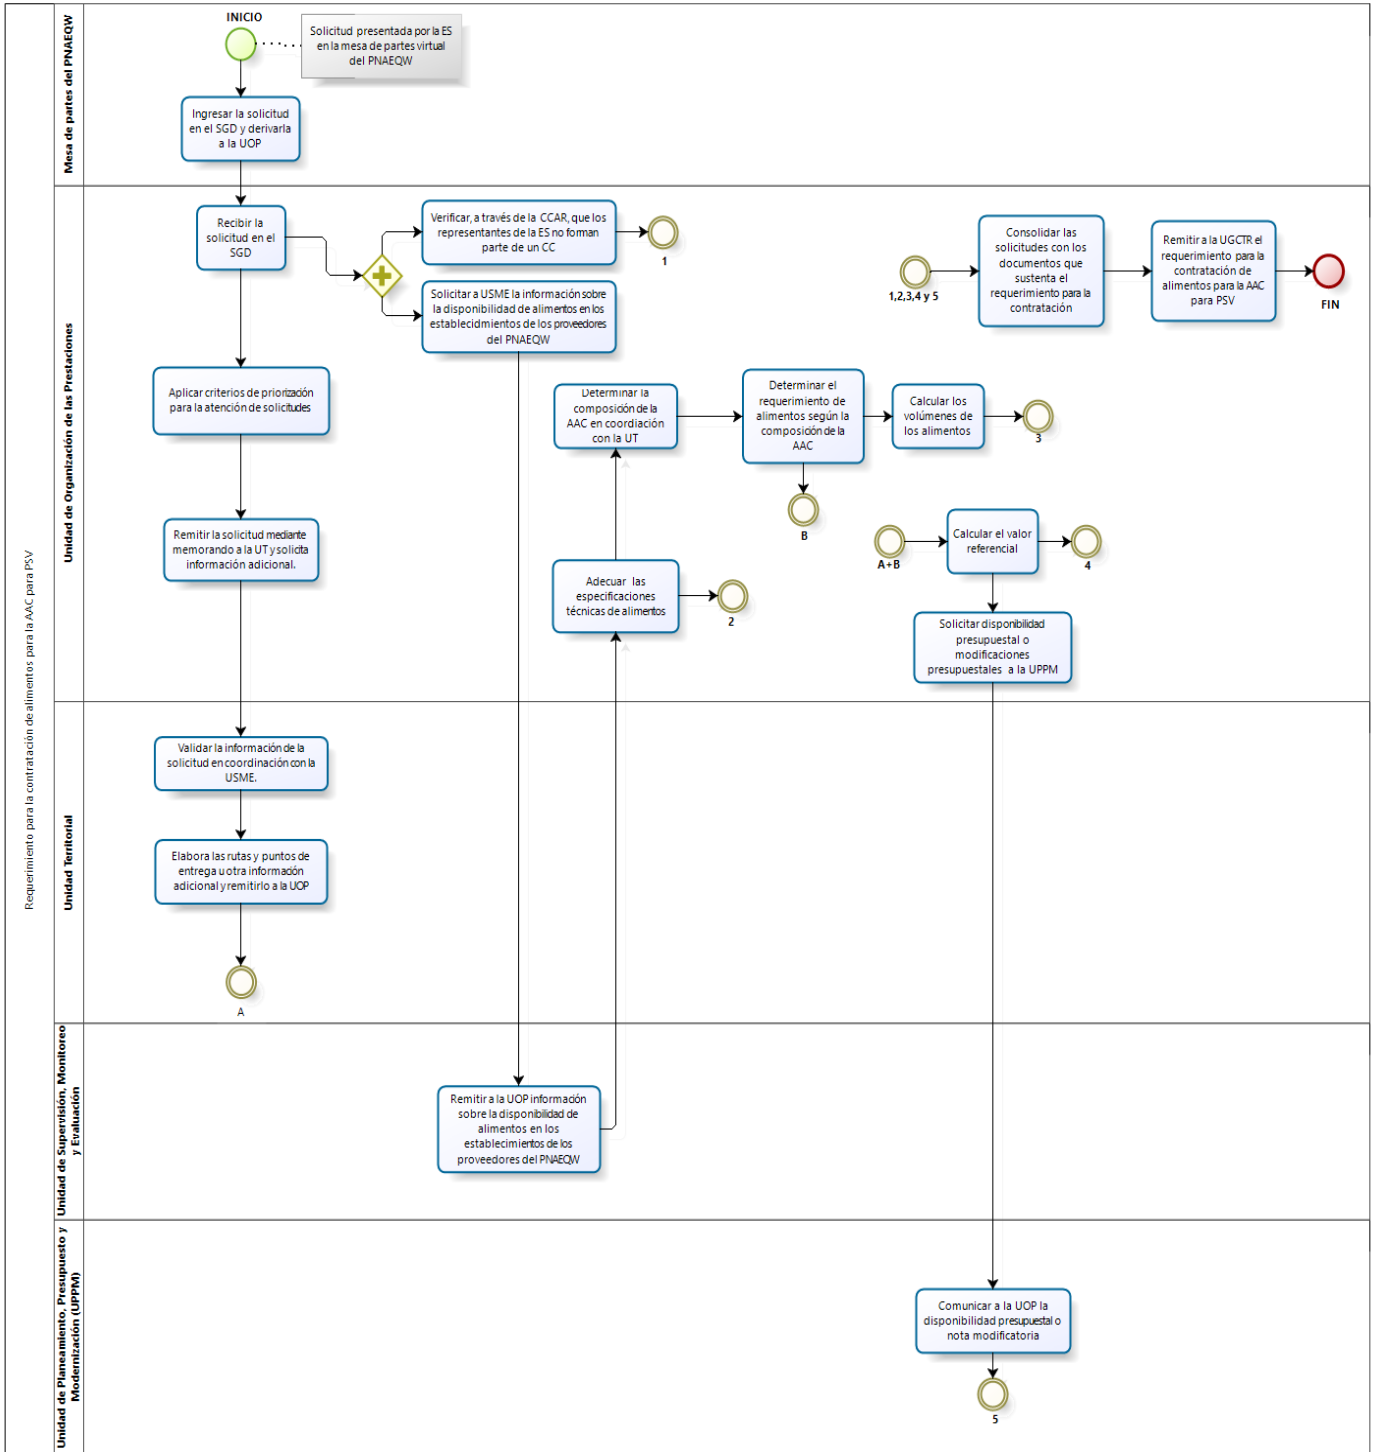 Requerimiento para la contratación de alimentos para la AAC para PSV
Mesa de partes del PNAEQW
INICIO
Solicitud presentada por la ES
en la mesa de partes virtual
del PNAEQW
Ingresar la solicitud
en el SGD y derivarla
a la UOP
Unidad de Organización de las Prestaciones
Recibir la
solicitud en el
SGD
Verificar, a través de la CCAR, que los
representantes de la ES no forman
parte de un CC
1
Solicitar a USME la información sobre
la disponibilidad de alimentos en los
establecidmientos de los proveedores
del PNAEQW
1,2,3,4 y 5
Consolidar las
solicitudes con los
documentos que
sustenta el
requerimiento para la
contratación
Remitir a la UGCTR el
requerimiento para la
contratación de
alimentos para la AAC
para PSV
FIN
Aplicar criterios de priorización
para la atención de solicitudes
Determinar la
composición de la
AAC en coordiación
con la UT
Determinar el
requerimiento de
alimentos según la
composición de la
AAC
Calcular los
volúmenes de
los alimentos
3
B
Remitir la solicitud mediante
memorando a la UT y solicita
información adicional.
Adecuar las
especificaciones
técnicas de alimentos
2
A+B
Calcular el valor
referencial
4
Solicitar disponibilidad
presupuestal o
modificaciones
presupuestales a la UPPM
Unidad Territorial
Validar la información de la
solicitud en coordinación con la
USME.
Elabora las rutas y puntos de
entrega u otra información
adicional y remitirlo a la UOP
A
Unidad de Supervisión, Monitoreo
y Evaluación
Remitir a la UOP información
sobre la disponibilidad de
alimentos en los
establecimientos de los
proveedores del PNAEQW
Unidad de Planeamiento, Presupuesto y
Modernización (UPPM)
Comunicar a la UOP la
disponibilidad presupuestal o
nota modificatoria
5